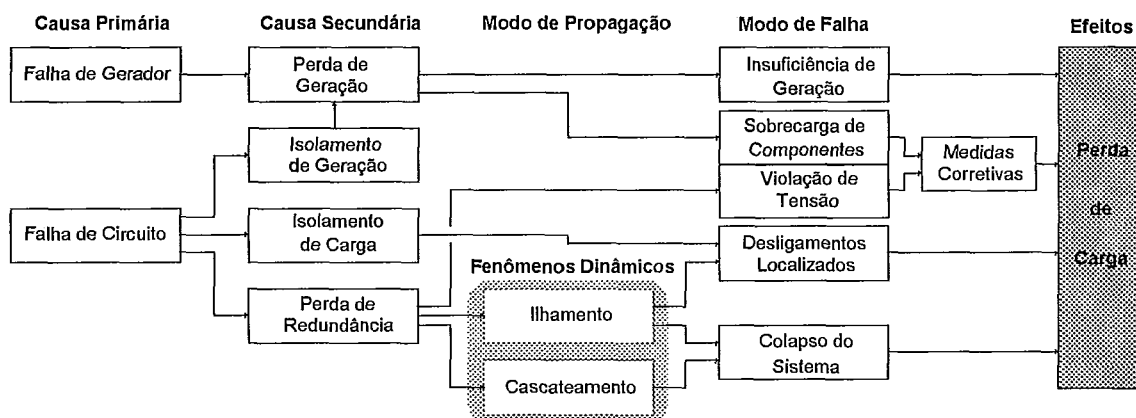 Causa Primária
Causa Secundária
Modo de Propagação
Modo de Falha
Efeitos
Falha de Gerador
Perda de
Geração
Insuficiência de
Geração
Isolamento
de Geração
Sobrecarga de
Componentes
Violação de
Tensão
Medidas
Corretivas
Perda
de
Carga
Falha de Circuito
Isolamento
de Carga
Desligamentos
Localizados
Fenômenos Dinâmicos
Perda de
Redundância
Ilhamento
Cascateamento
Colapso do
Sistema